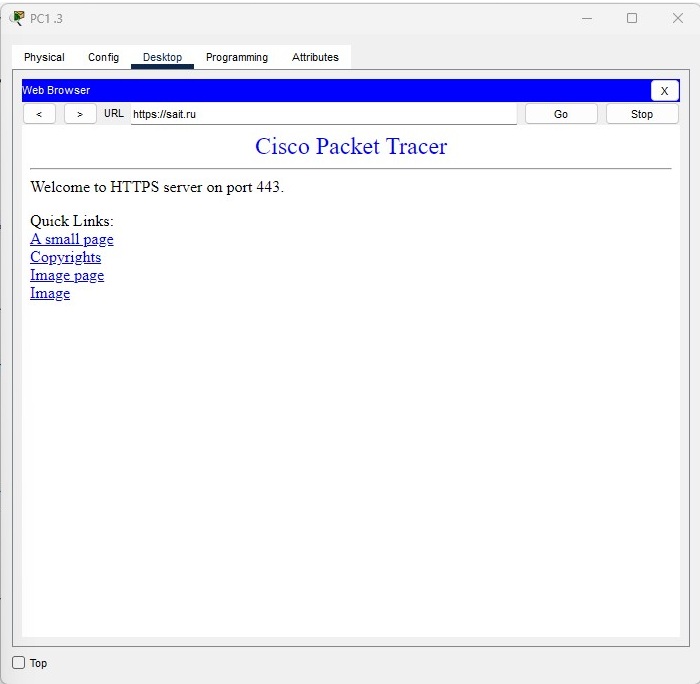 PC1 .3
Physical Config Desktop Programming Attributes
Web Browser X
< > URL https://sait.ru Go Stop
Cisco Packet Tracer
Welcome to HTTPS server on port 443.
Quick Links:
A small page
Copyrights
Image page
Image
Top